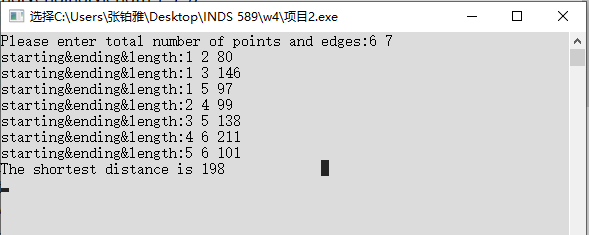 选择C:\Users\张铂雅\Desktop\INDS 589\w4\项目2.exe
Please enter total number of points and edges:6 7
starting&ending&length:1 2 80
starting&ending&length:1 3 146
starting&ending&length:1 5 97
starting&ending&length:2 4 99
starting&ending&length:3 5 138
starting&ending&length:4 6 211
starting&ending&length:5 6 101
The shortest distance is 198